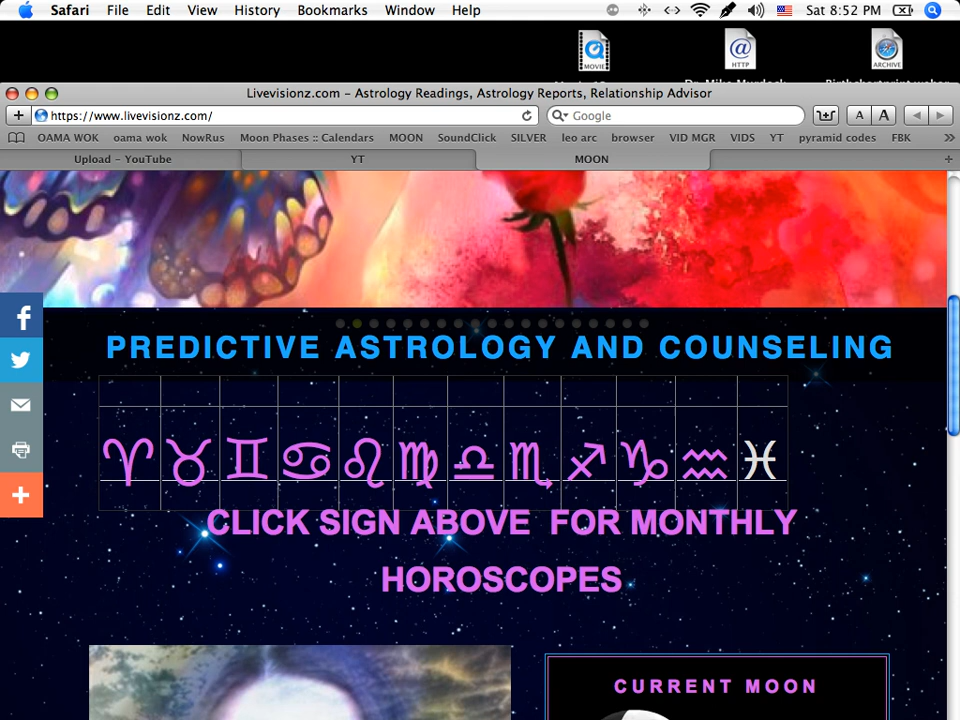 Safari File Edit View History Bookmarks Window Help Sat 8:52 PM
MOVIE HTTP ARCHIVE
Livevisionz.com – Astrology Readings, Astrology Reports, Relationship Advisor
https://www.livevisionz.com/ Google A A
OAMA WOK oama wok NowRus Moon Phases :: Calendars MOON SoundClick SILVER leo arc browser VID MGR VIDS YT pyramid codes FBK
Upload – YouTube YT MOON
PREDICTIVE ASTROLOGY AND COUNSELING
♈ ♉ ♊ ♋ ♌ ♍ ♎ ♏ ♐ ♑ ♒ ♓
CLICK SIGN ABOVE FOR MONTHLY
HOROSCOPES
CURRENT MOON